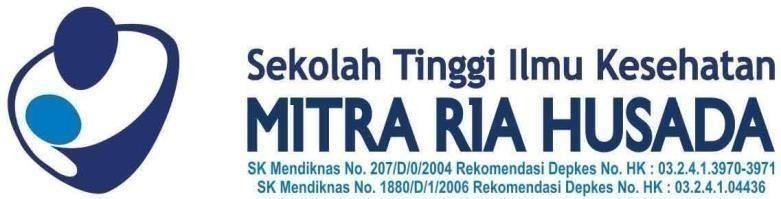 Sekolah Tinggi Ilmu Kesehatan
MITRA RIA HUSADA
SK Mendiknas No. 207/D/0/2004 Rekomendasi Depkes No. HK : 03.2.4.1.3970-3971
SK Mendiknas No. 1880/D/1/2006 Rekomendasi Depkes No. HK : 03.2.4.1.04436